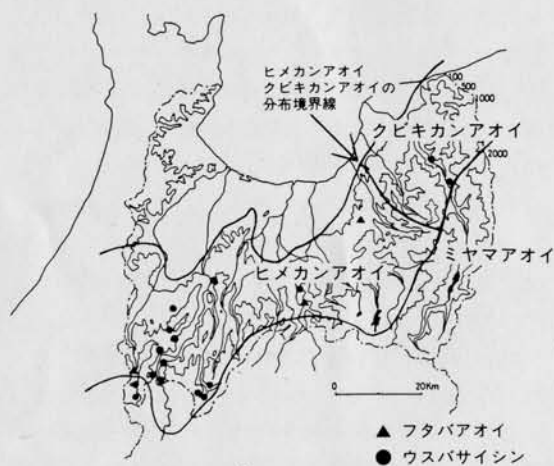 ヒメカンアオイ
クビキカンアオイの
分布境界線
100
500
1000
クビキカンアオイ
2000
ミヤマアオイ
ヒメカンアオイ
0 20Km
▲ フタバアオイ
● ウスバサイシン